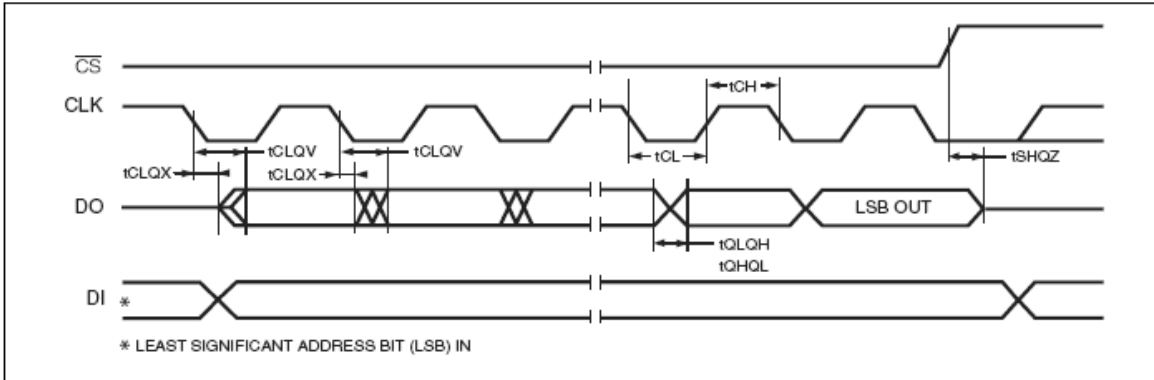 CS
CLK
tCH
tCLQV
tCLQV
tCLQX
tCLQX
tCL
tSHQZ
DO
LSB OUT
tQLQH
tQHQL
DI *
* LEAST SIGNIFICANT ADDRESS BIT (LSB) IN